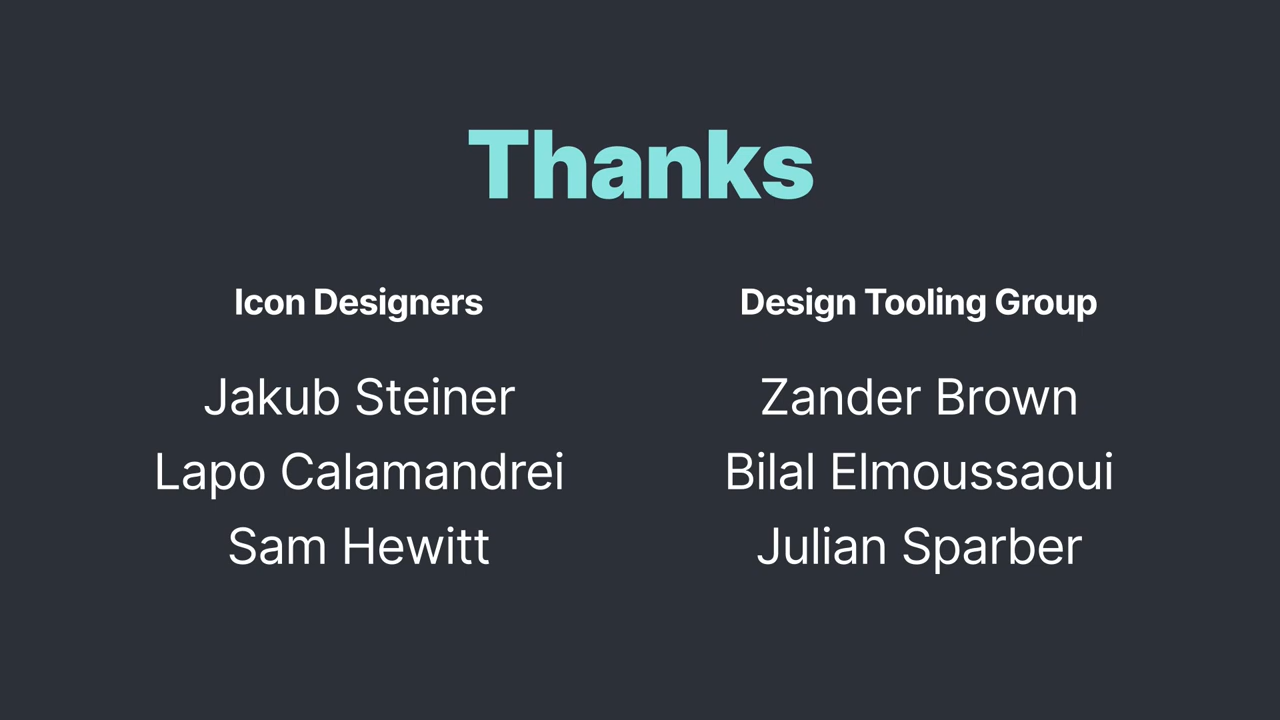 Thanks
Icon Designers
Jakub Steiner
Lapo Calamandrei
Sam Hewitt
Design Tooling Group
Zander Brown
Bilal Elmoussaoui
Julian Sparber